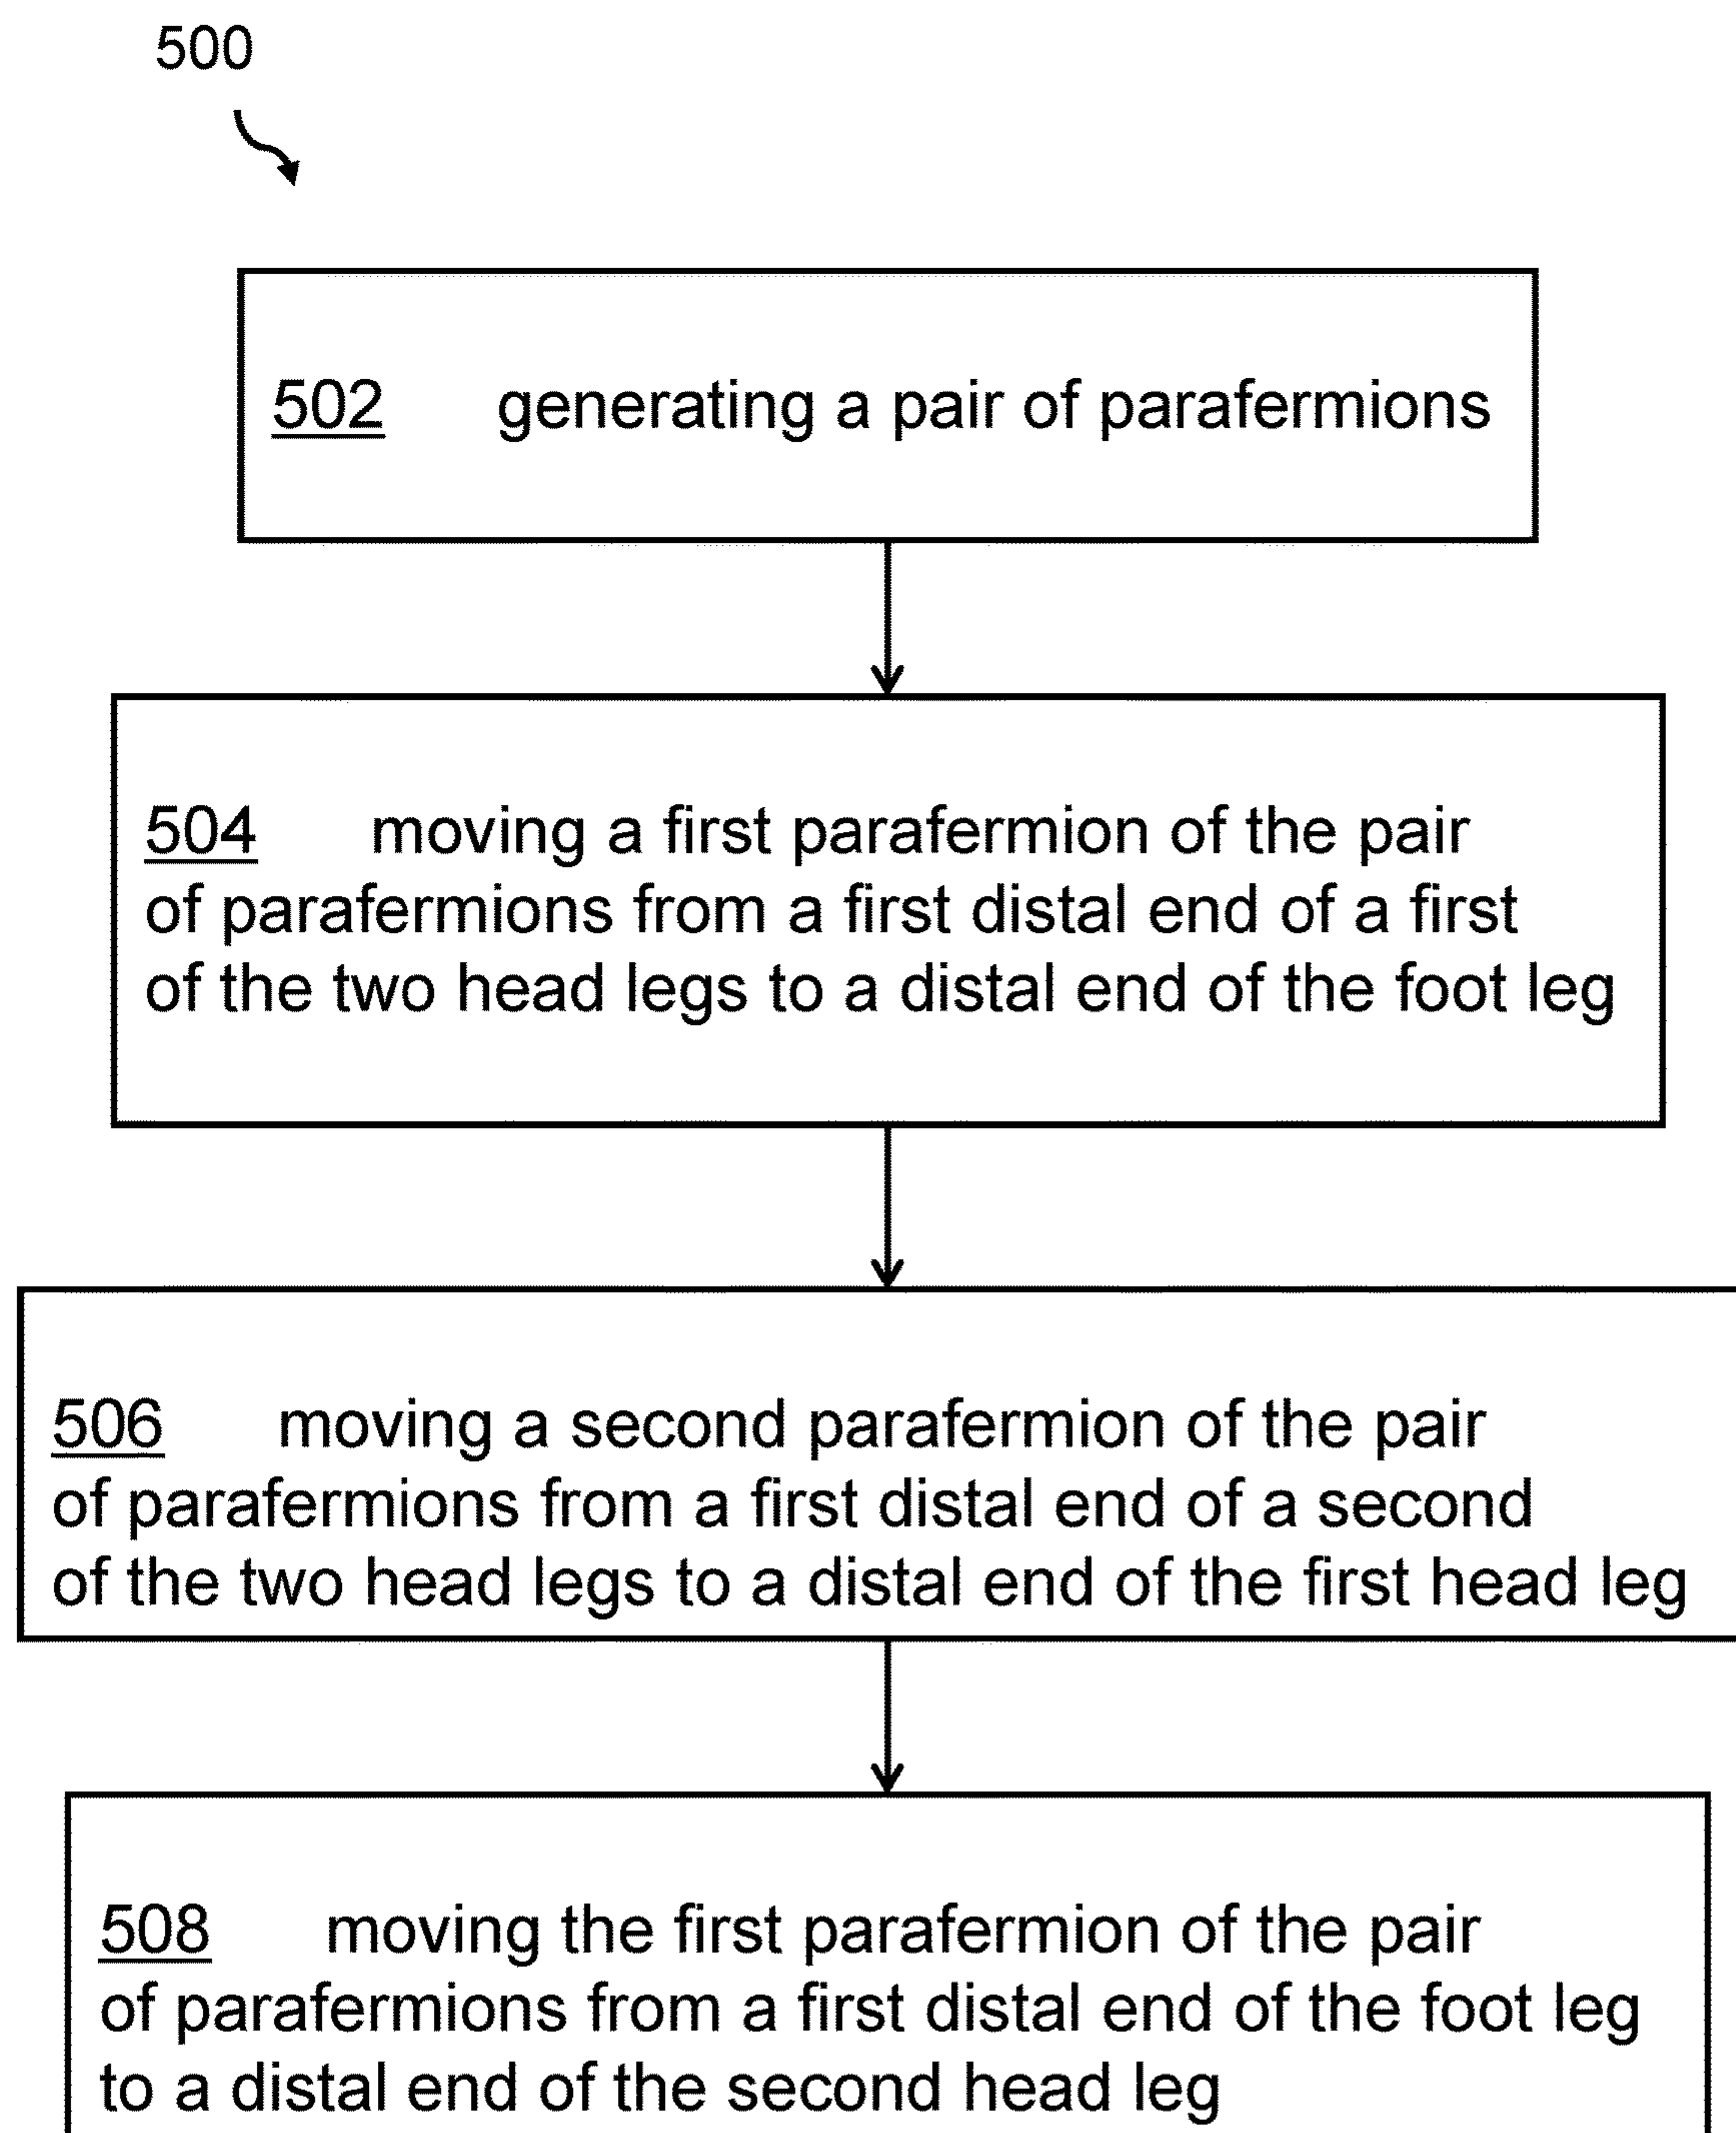 500
502 generating a pair of parafermions
504 moving a first parafermion of the pair
of parafermions from a first distal end of a first
of the two head legs to a distal end of the foot leg
506 moving a second parafermion of the pair
of parafermions from a first distal end of a second
of the two head legs to a distal end of the first head leg
508 moving the first parafermion of the pair
of parafermions from a first distal end of the foot leg
to a distal end of the second head leg